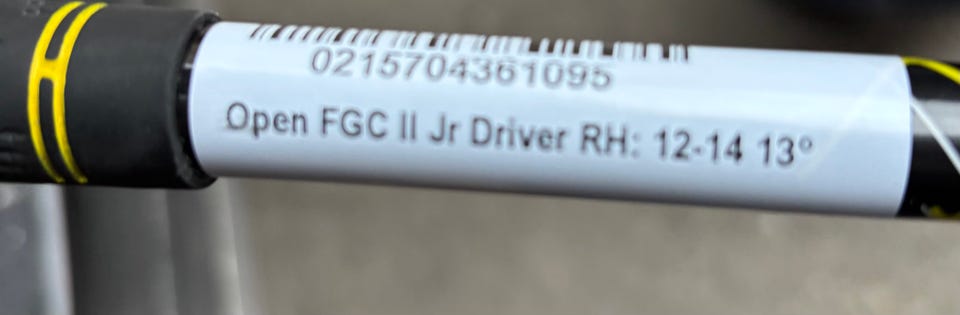 0215704361095
Open FGC II Jr Driver RH: 12-14 13°